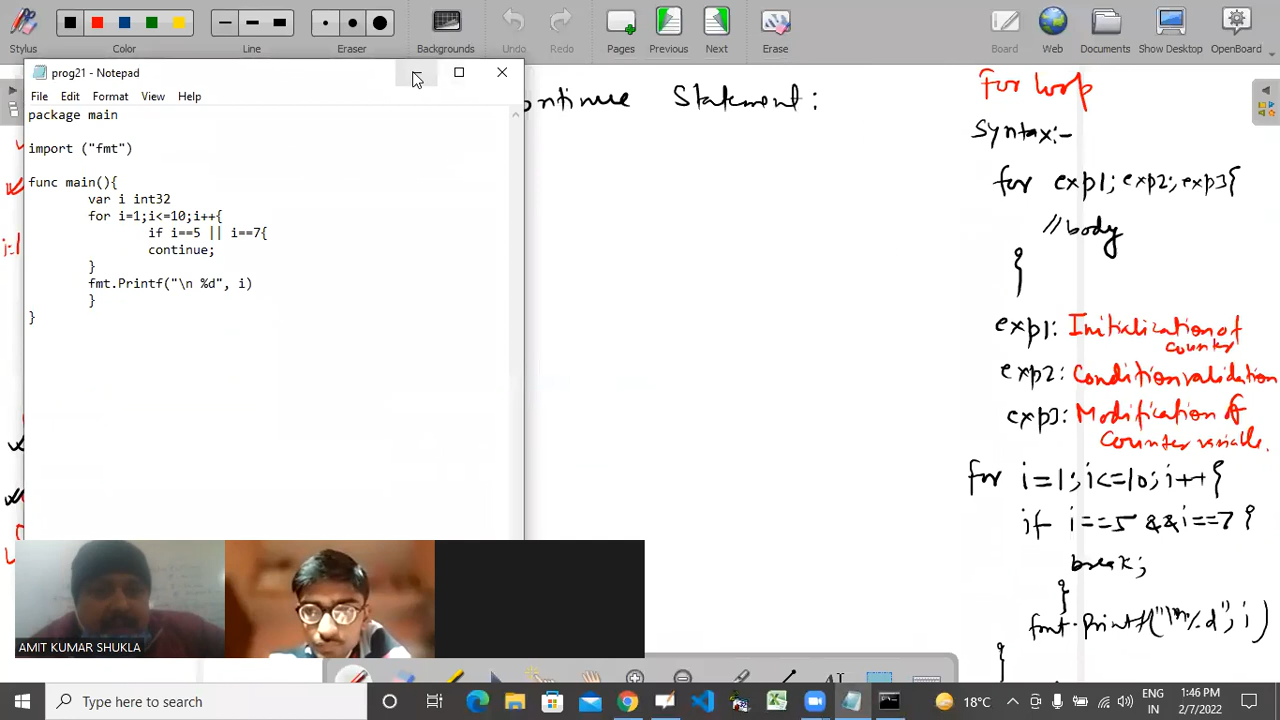 Stylus
Color
Line
Eraser
Backgrounds
Undo
Redo
Pages
Previous
Next
Erase
Board
Web
Documents
Show Desktop
OpenBoard
prog21 - Notepad
File Edit Format View Help
package main
import ("fmt")
func main(){
var i int32
for i=1;i<=10;i++{
if i==5 || i==7{
continue;
}
fmt.Printf("\n %d", i)
}
}
ontinue Statement:
For loop
Syntax:-
for exp1; exp2; exp3{
//body
}
exp1: Initialization of
counter
exp2: Condition validation
exp3: Modification of
Counter variable.
for i=1;i<=10;i++{
if i==5 &&i==7{
break;
}
fmt.Printf("\n%d", i)
}
i=1
AMIT KUMAR SHUKLA
Type here to search
18°C
ENG
IN
1:46 PM
2/7/2022